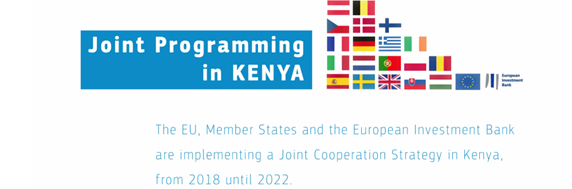 Joint Programming
in KENYA
European
Investment
Bank
The EU, Member States and the European Investment Bank
are implementing a Joint Cooperation Strategy in Kenya,
from 2018 until 2022.